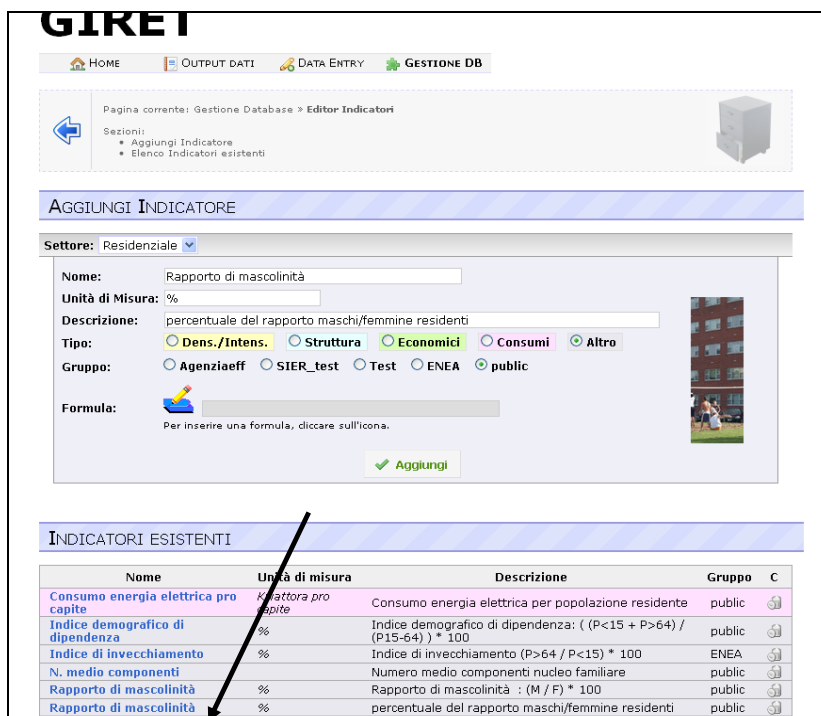 GIRET
HOME OUTPUT DATI DATA ENTRY GESTIONE DB
Pagina corrente: Gestione Database » Editor Indicatori
Sezioni:
• Aggiungi Indicatore
• Elenco Indicatori esistenti
AGGIUNGI INDICATORE
Settore: Residenziale
Nome: Rapporto di mascolinità
Unità di Misura: %
Descrizione: percentuale del rapporto maschi/femmine residenti
Tipo: Dens./Intens. Struttura Economici Consumi Altro
Gruppo: Agenziaeff SIER_test Test ENEA public
Formula:
Per inserire una formula, cliccare sull'icona.
Aggiungi
INDICATORI ESISTENTI
Nome Unità di misura Descrizione Gruppo C
Consumo energia elettrica pro capite pro capite Consumo energia elettrica per popolazione residente public
Indice demografico di dipendenza % Indice demografico di dipendenza: ( (P<15 + P>64) / (P15-64) ) * 100 public
Indice di invecchiamento % Indice di invecchiamento (P>64 / P<15) * 100 ENEA
N. medio componenti Numero medio componenti nucleo familiare public
Rapporto di mascolinità % Rapporto di mascolinità : (M / F) * 100 public
Rapporto di mascolinità % percentuale del rapporto maschi/femmine residenti public